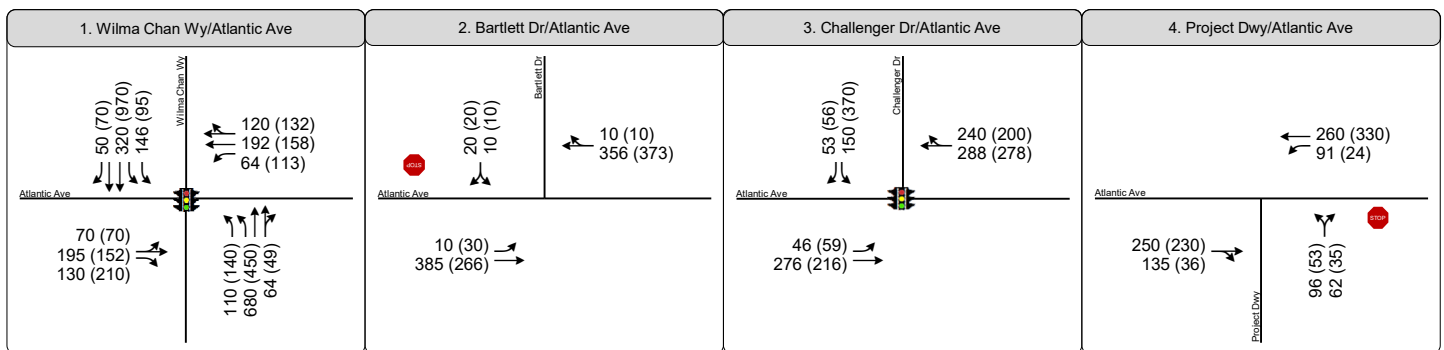 1. Wilma Chan Wy/Atlantic Ave
Wilma Chan Wy
50 (70)
320 (970)
146 (95)
120 (132)
192 (158)
64 (113)
Atlantic Ave
70 (70)
195 (152)
130 (210)
110 (140)
680 (450)
64 (49)
2. Bartlett Dr/Atlantic Ave
Bartlett Dr
20 (20)
10 (10)
10 (10)
356 (373)
STOP
Atlantic Ave
10 (30)
385 (266)
3. Challenger Dr/Atlantic Ave
Challenger Dr
53 (56)
150 (370)
240 (200)
288 (278)
Atlantic Ave
46 (59)
276 (216)
4. Project Dwy/Atlantic Ave
260 (330)
91 (24)
Atlantic Ave
STOP
250 (230)
135 (36)
96 (53)
62 (35)
Project Dwy